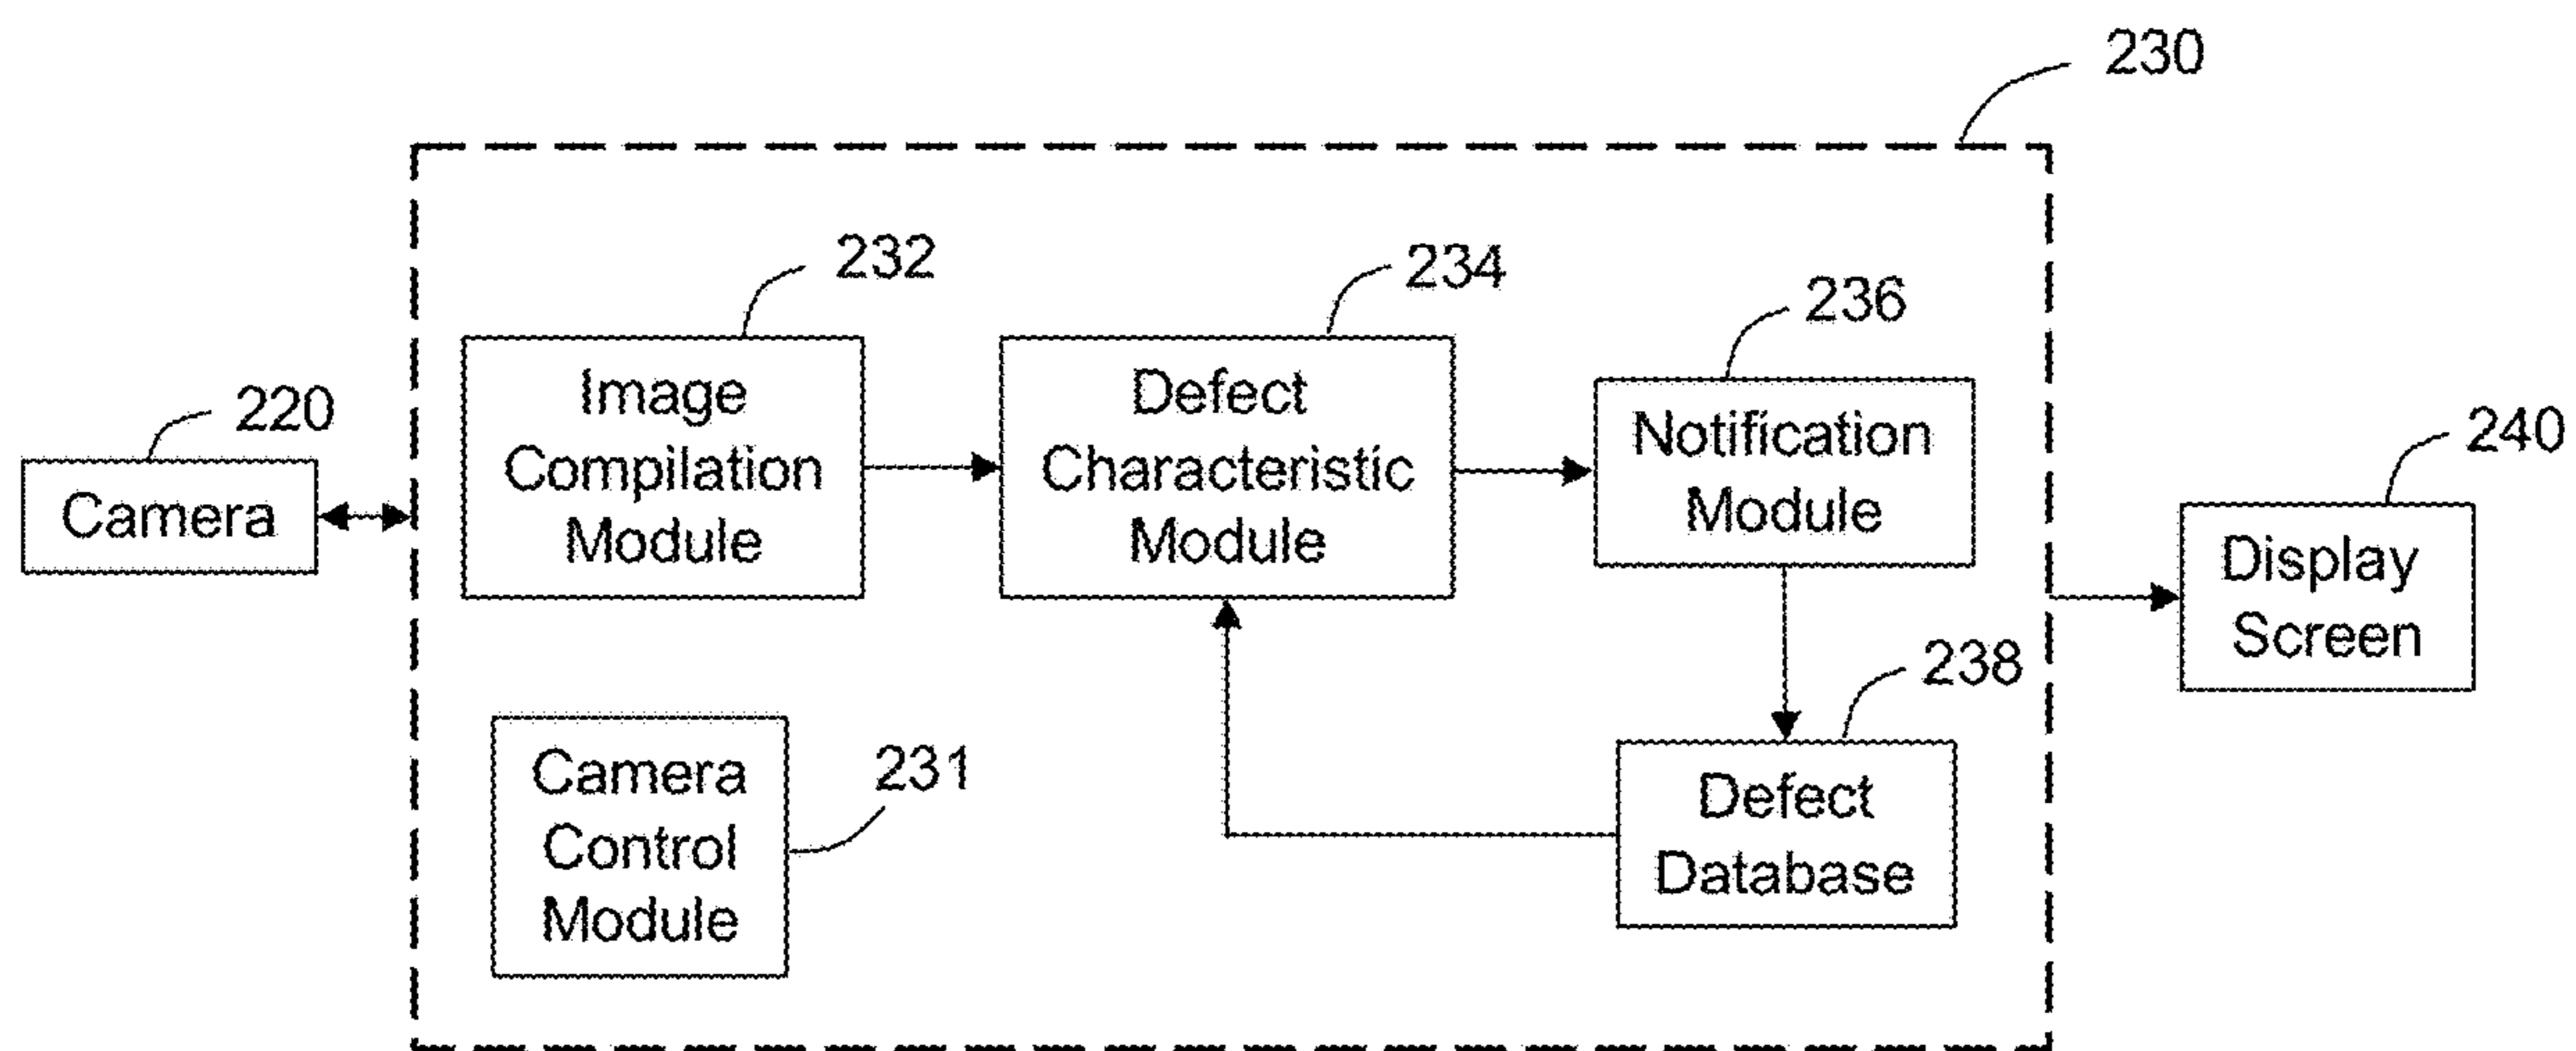 230
232
234
236
220
240
Image
Compilation
Module
Defect
Characteristic
Module
Notification
Module
Camera
Display
Screen
238
231
Camera
Control
Module
Defect
Database